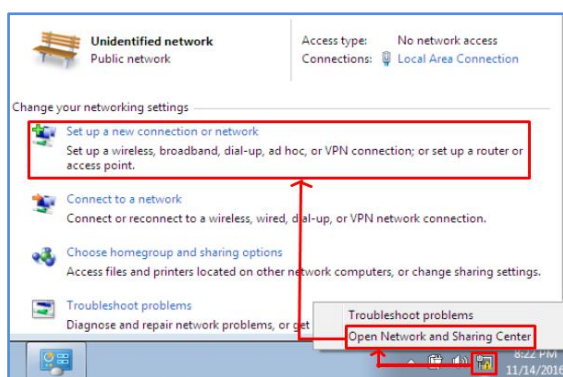 Unidentified network
Public network
Access type: No network access
Connections: Local Area Connection
Change your networking settings
Set up a new connection or network
Set up a wireless, broadband, dial-up, ad hoc, or VPN connection; or set up a router or
access point.
Connect to a network
Connect or reconnect to a wireless, wired, dial-up, or VPN network connection.
Choose homegroup and sharing options
Access files and printers located on other network computers, or change sharing settings.
Troubleshoot problems
Diagnose and repair network problems, or get
Troubleshoot problems
Open Network and Sharing Center
8:22 PM
11/14/2016